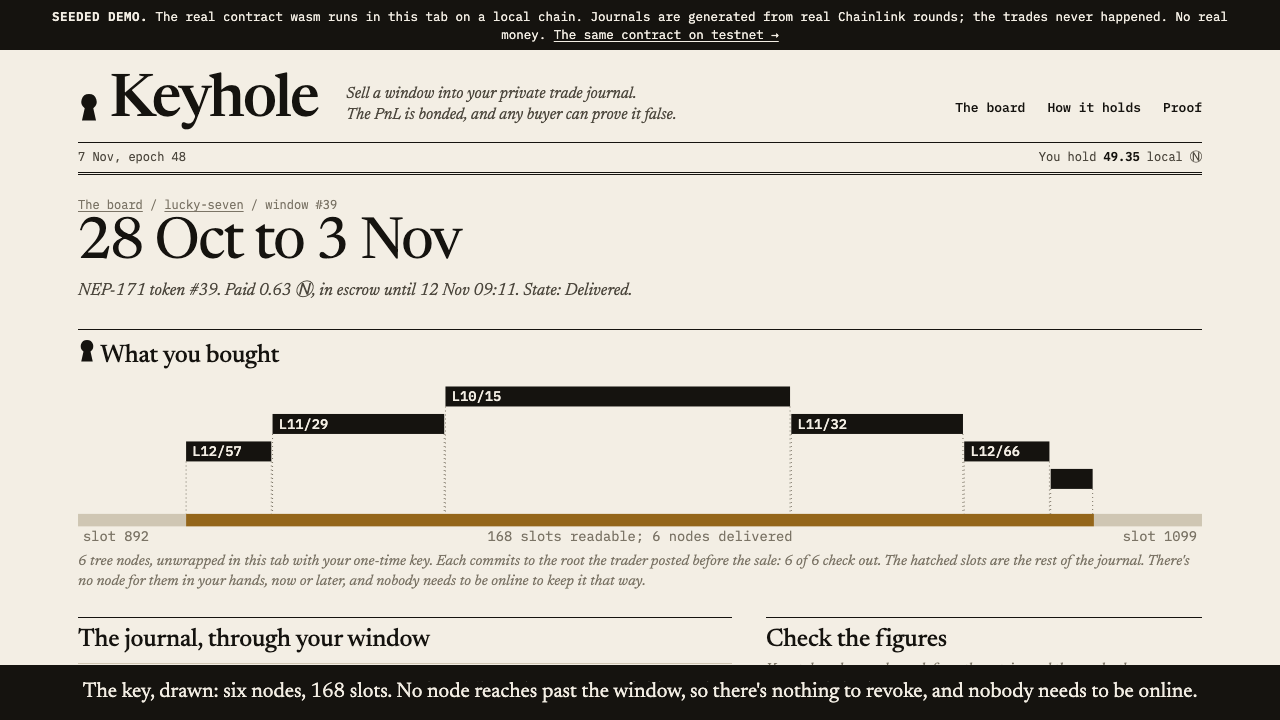 SEEDED DEMO. The real contract wasm runs in this tab on a local chain. Journals are generated from real Chainlink rounds; the trades never happened. No real
money. The same contract on testnet →
Keyhole
Sell a window into your private trade journal.
The PnL is bonded, and any buyer can prove it false.
The board How it holds Proof
7 Nov, epoch 48
You hold 49.35 local Ⓝ
The board / lucky-seven / window #39
28 Oct to 3 Nov
NEP-171 token #39. Paid 0.63 Ⓝ, in escrow until 12 Nov 09:11. State: Delivered.
What you bought
L10/15
L11/29
L11/32
L12/57
L12/66
slot 892
168 slots readable; 6 nodes delivered
slot 1099
6 tree nodes, unwrapped in this tab with your one-time key. Each commits to the root the trader posted before the sale: 6 of 6 check out. The hatched slots are the rest of the journal. There's
no node for them in your hands, now or later, and nobody needs to be online to keep it that way.
The journal, through your window
Check the figures
The key, drawn: six nodes, 168 slots. No node reaches past the window, so there's nothing to revoke, and nobody needs to be online.